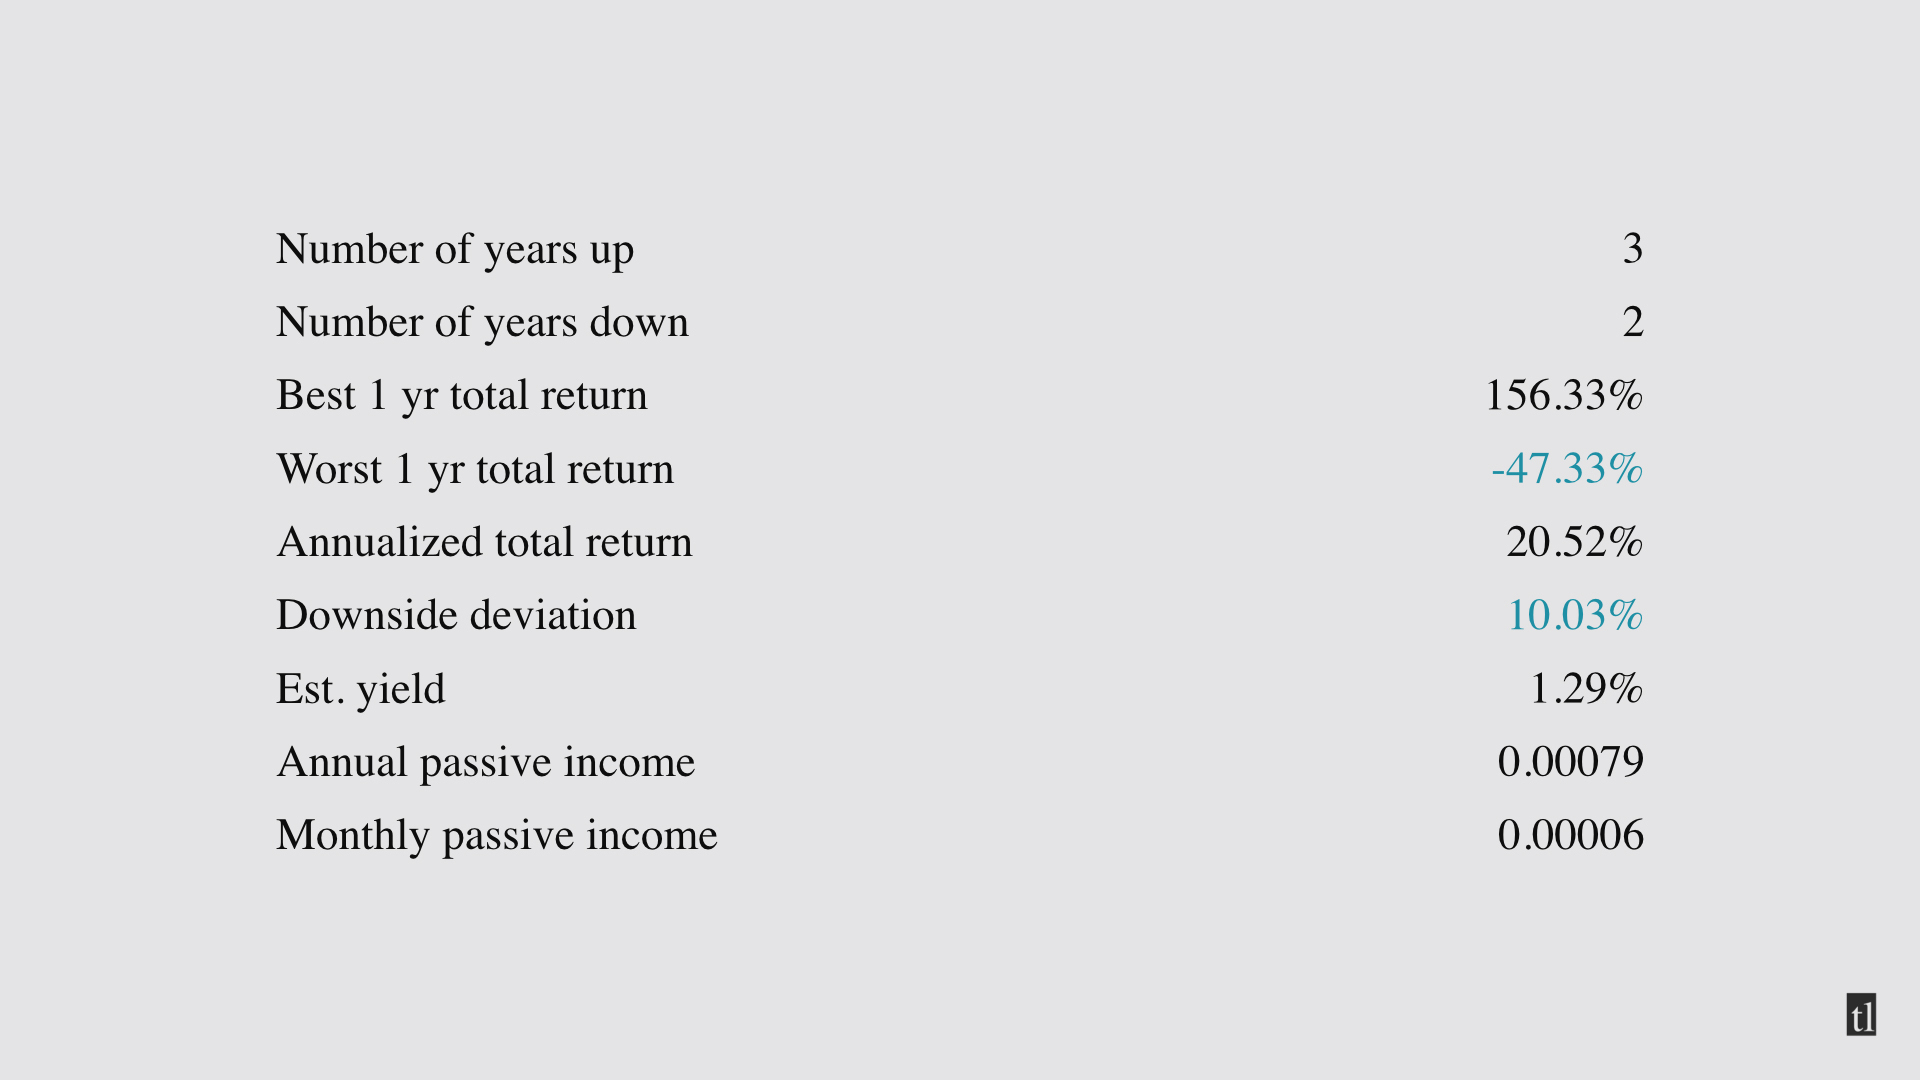 Number of years up 3
Number of years down 2
Best 1 yr total return 156.33%
Worst 1 yr total return -47.33%
Annualized total return 20.52%
Downside deviation 10.03%
Est. yield 1.29%
Annual passive income 0.00079
Monthly passive income 0.00006
tl